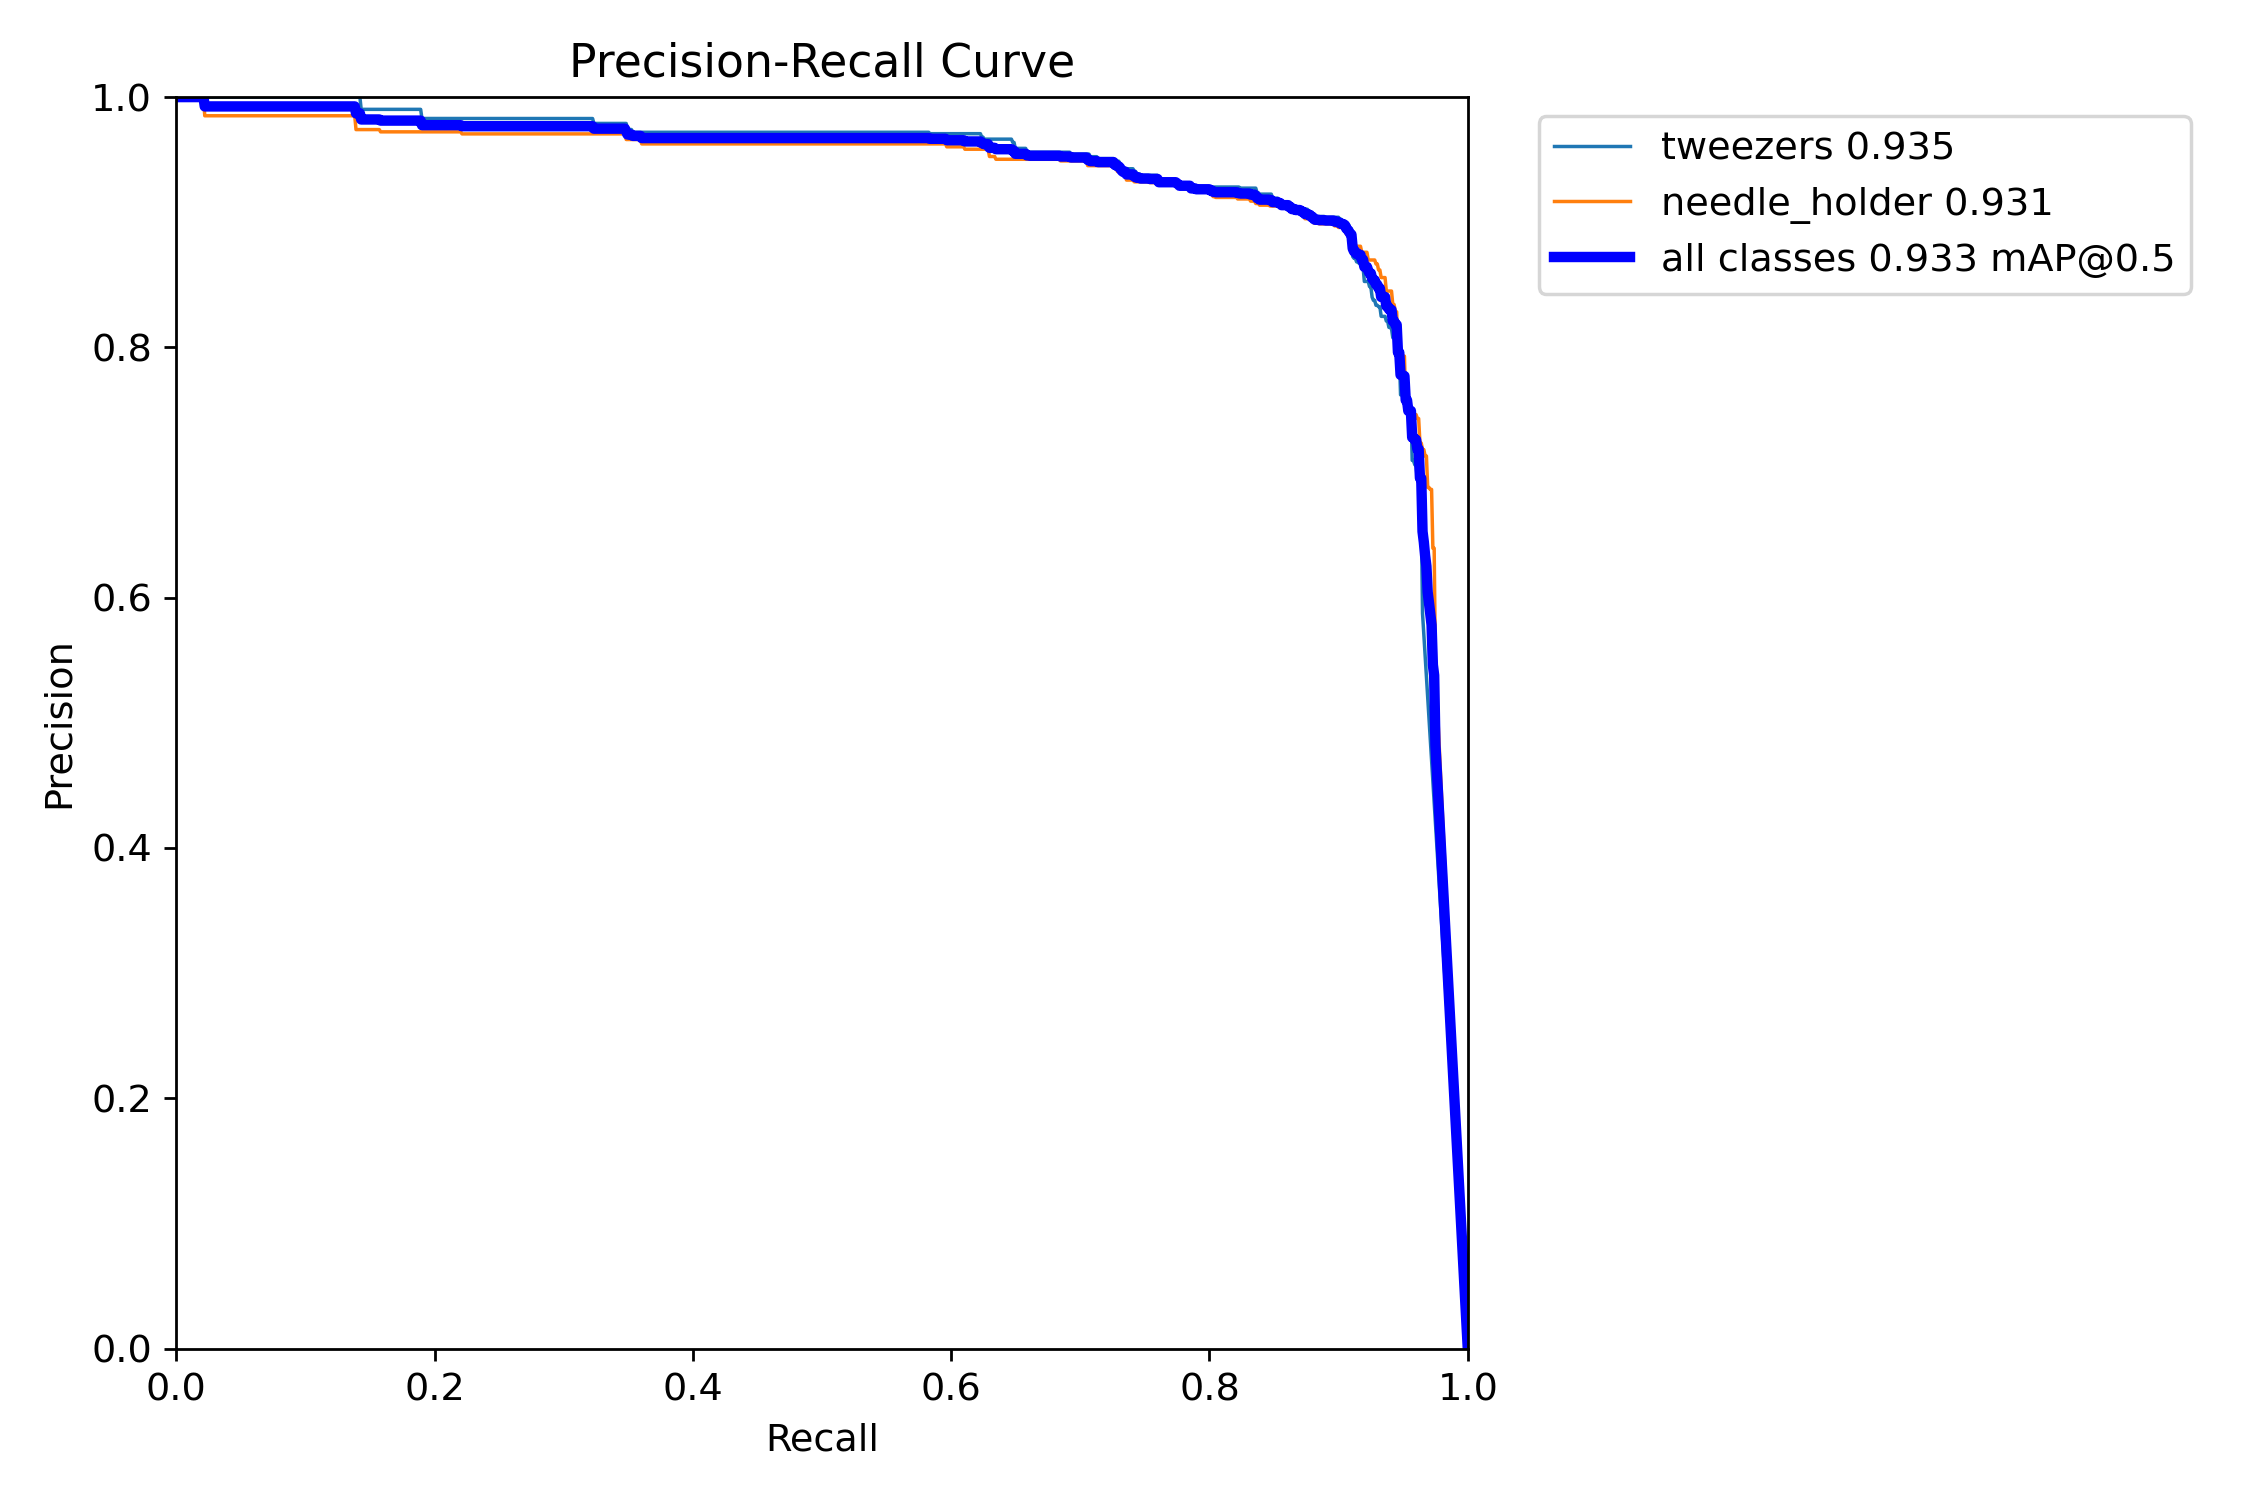 Precision-Recall Curve
1.0
0.8
0.6
0.4
0.2
0.0
Precision
0.0 0.2 0.4 0.6 0.8 1.0
Recall
tweezers 0.935
needle_holder 0.931
all classes 0.933 mAP@0.5